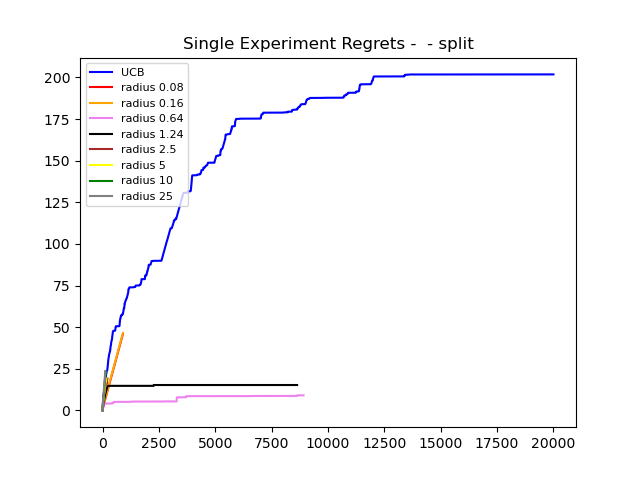 Single Experiment Regrets -  - split
UCB
radius 0.08
radius 0.16
radius 0.64
radius 1.24
radius 2.5
radius 5
radius 10
radius 25
200
175
150
125
100
75
50
25
0
0 2500 5000 7500 10000 12500 15000 17500 20000